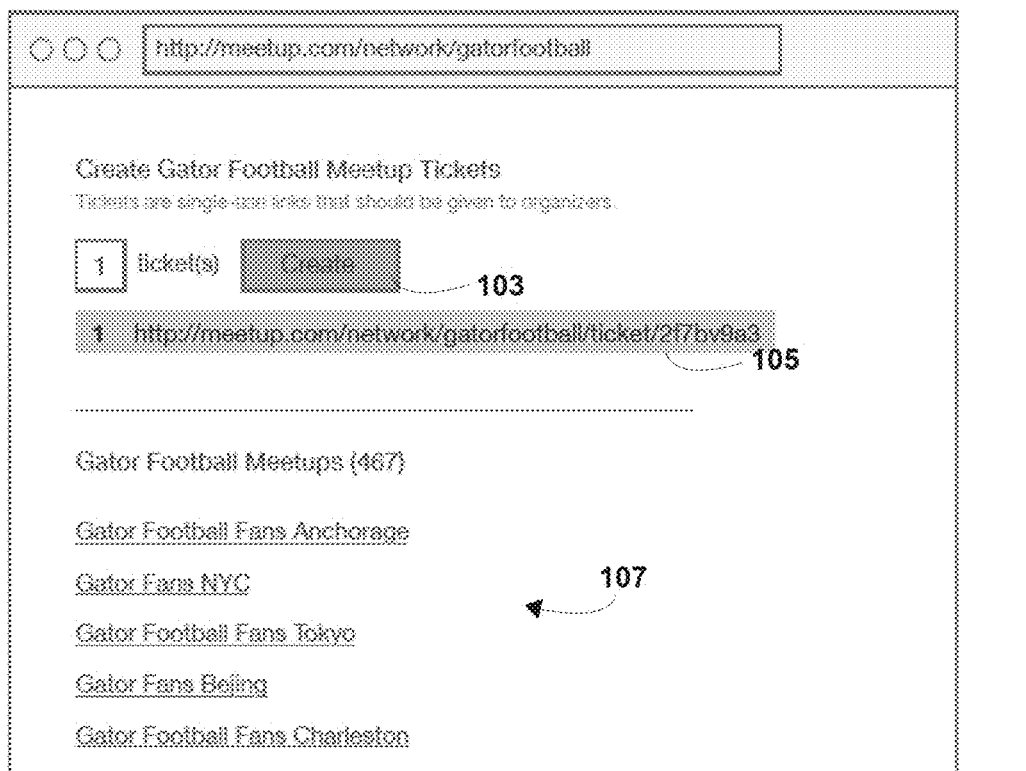 http://meetup.com/network/gatorfootball
Create Gator Football Meetup Tickets
Tickets are single-use links that should be given to organizers.
1 ticket(s) Create
103
1 http://meetup.com/network/gatorfootball/ticket/2f7bv9a3
105
Gator Football Meetups (467)
Gator Football Fans Anchorage
Gator Fans NYC
107
Gator Football Fans Tokyo
Gator Fans Beijing
Gator Football Fans Charleston